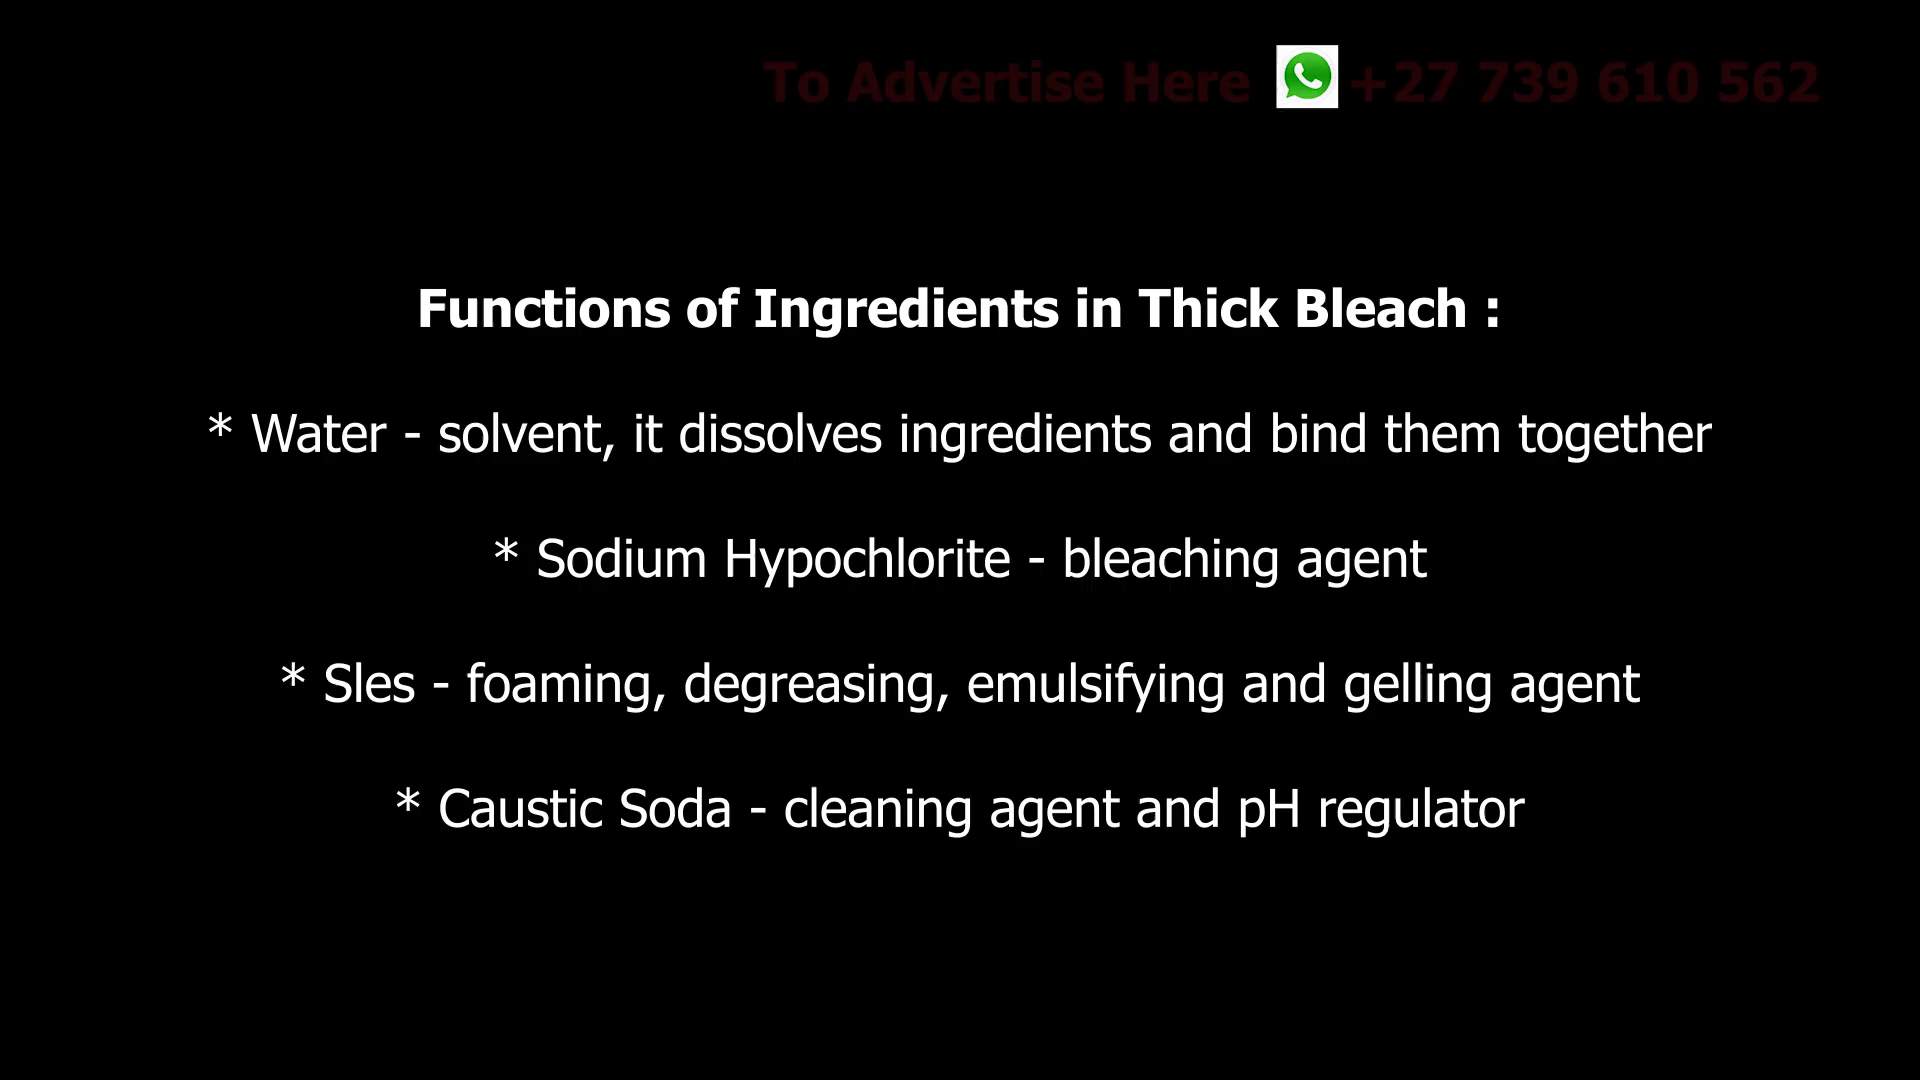 To Advertise Here +27 739 610 562
Functions of Ingredients in Thick Bleach :
* Water - solvent, it dissolves ingredients and bind them together
* Sodium Hypochlorite - bleaching agent
* Sles - foaming, degreasing, emulsifying and gelling agent
* Caustic Soda - cleaning agent and pH regulator